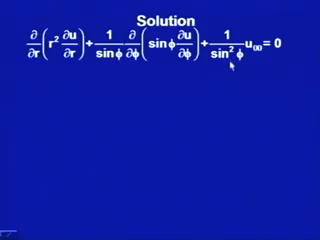 Solution
∂/∂r (r² ∂u/∂r) + 1/sinϕ ∂/∂ϕ (sinϕ ∂u/∂ϕ) + 1/sin²ϕ u_θθ = 0